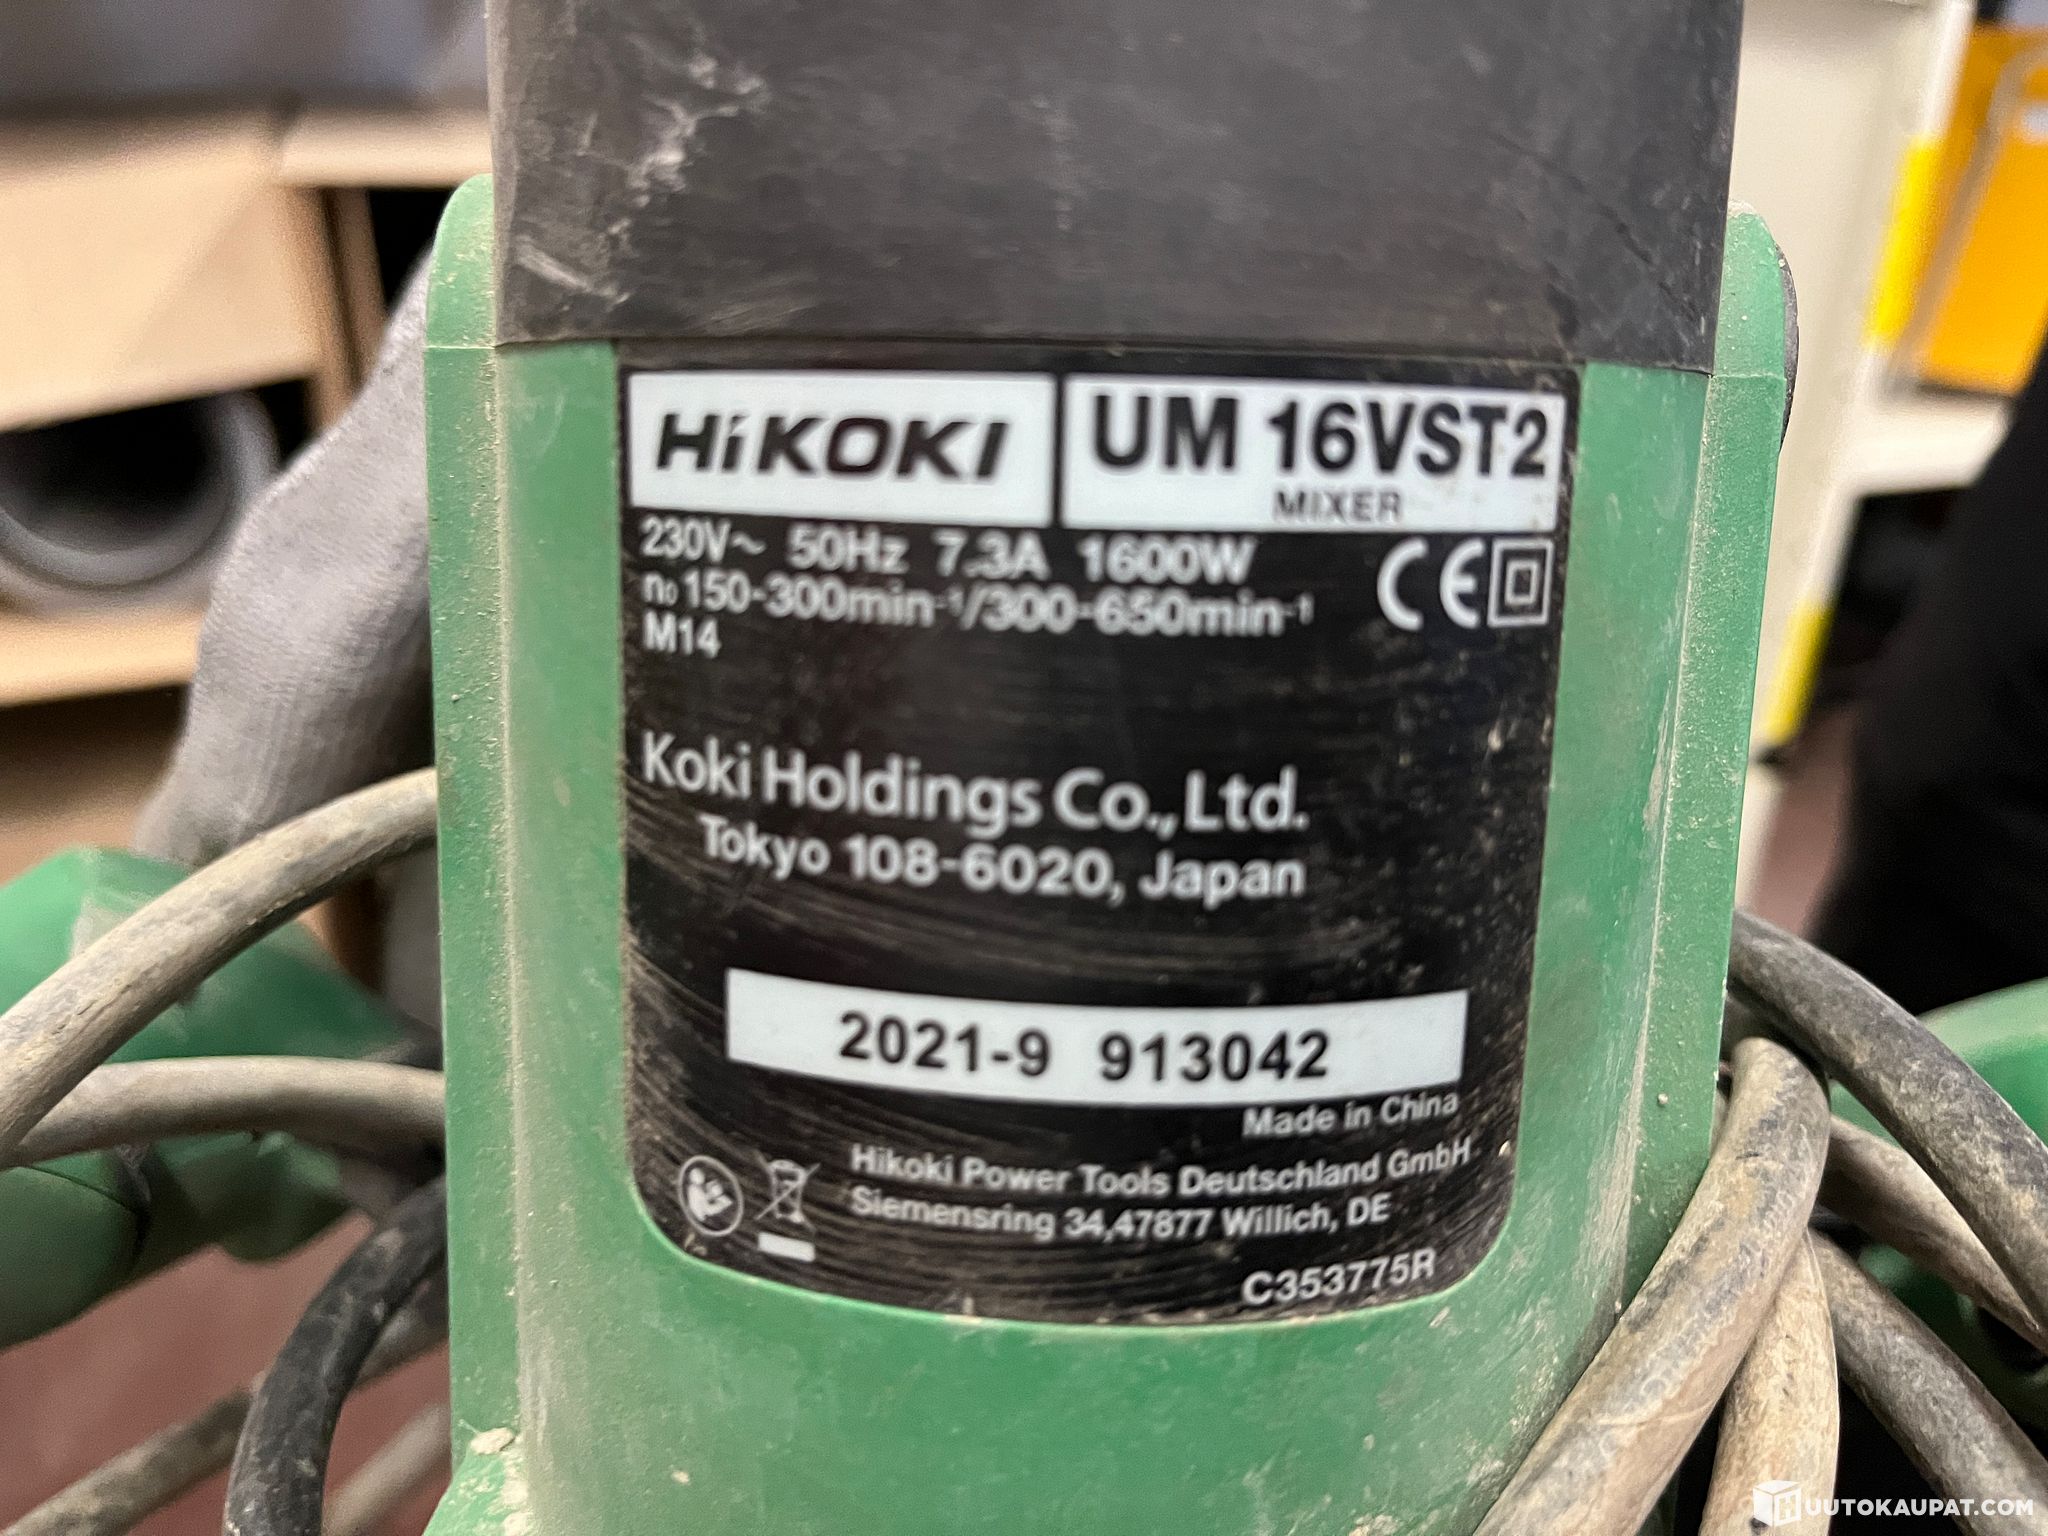 HiKOKI
UM 16VST2
MIXER
230V~ 50Hz 7.3A 1600W
n₀ 150-300min⁻¹/300-650min⁻¹
M14
CE
Koki Holdings Co., Ltd.
Tokyo 108-6020, Japan
2021-9 913042
Made in China
Hikoki Power Tools Deutschland GmbH
Siemensring 34,47877 Willich, DE
C353775R
HUUTOKAUPAT.COM